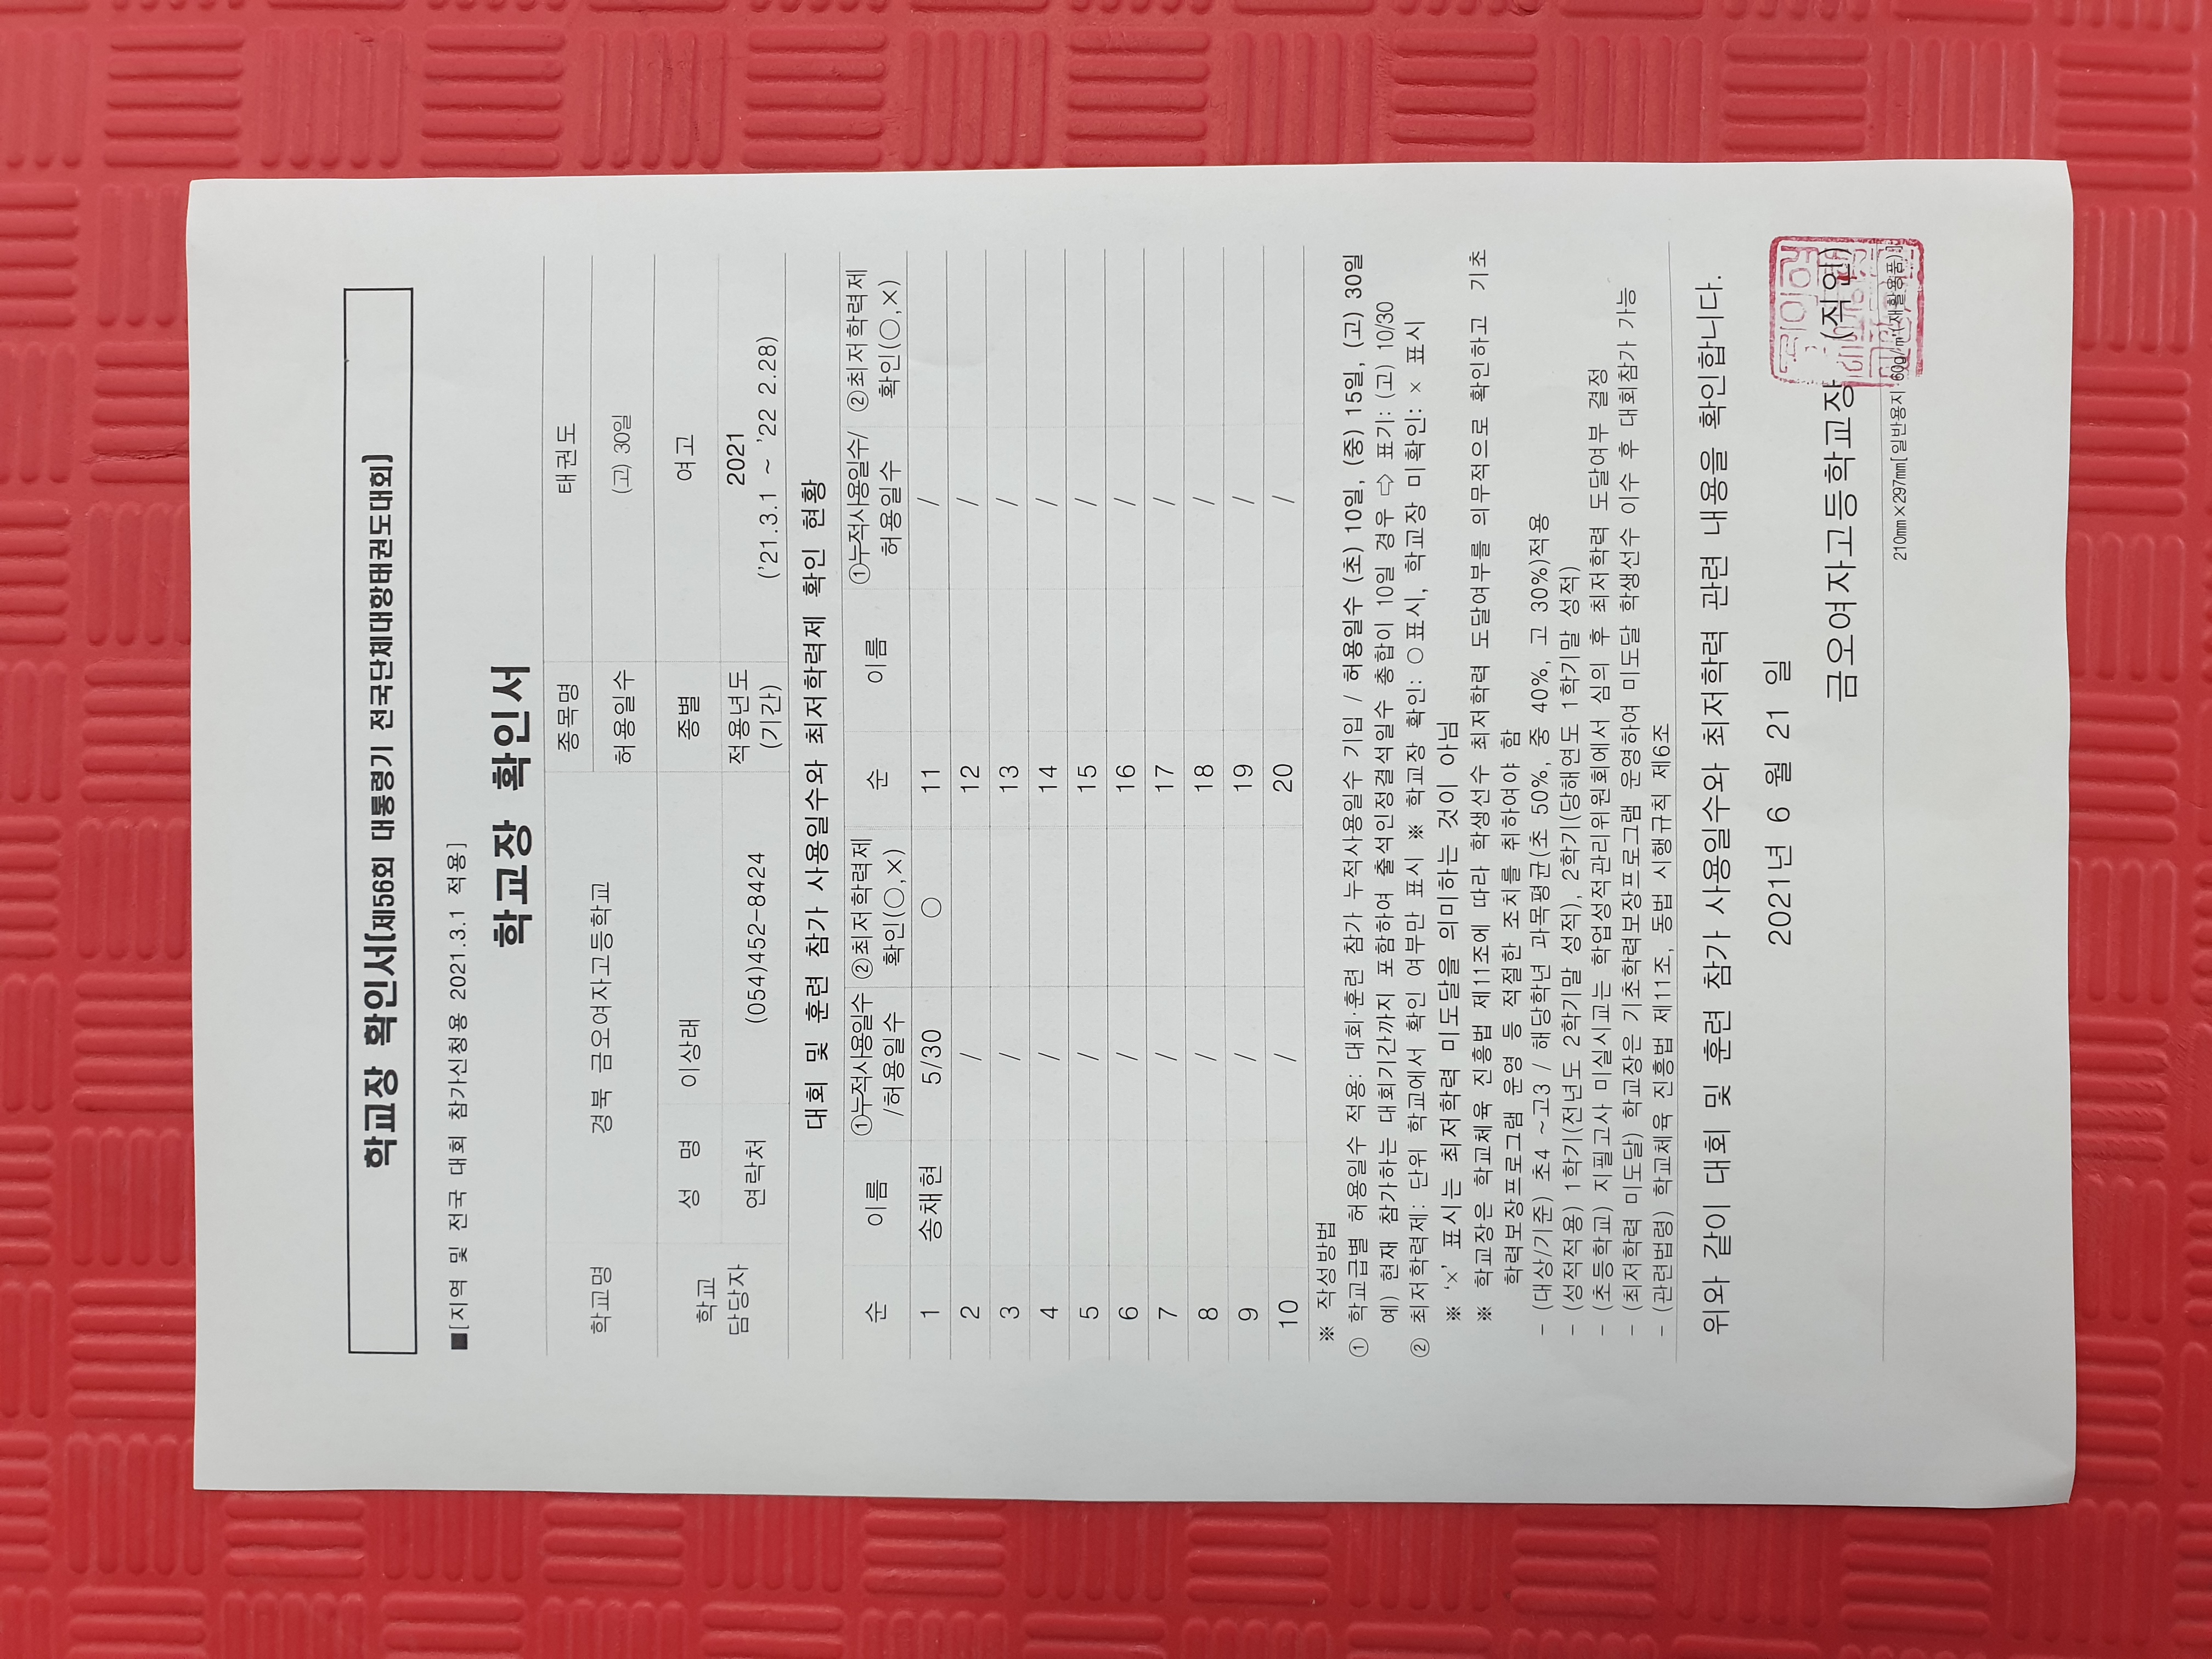 학교장 확인서(제56회 대통령기 전국단체대항태권도대회)
■[지역 및 전국 대회 참가신청용 2021.3.1 적용]
학교장 확인서
학교명 경북 금오여자고등학교 종목명 태권도
허용일수 (고) 30일
학교 담당자 성 명 이상래 종별 여고
연락처 (054)452-8424 적용년도 (기간) 2021 ('21.3.1 ~ '22 2.28)
대회 및 훈련 참가 사용일수와 최저학력제 확인 현황
순 이름 ①누적사용일수 /허용일수 ②최저학력제 확인(○,×) 순 이름 ①누적사용일수/ 허용일수 ②최저학력제 확인(○,×)
1 송채현 5/30 ○ 11 /
2 / 12 /
3 / 13 /
4 / 14 /
5 / 15 /
6 / 16 /
7 / 17 /
8 / 18 /
9 / 19 /
10 / 20 /
※ 작성방법
① 학교급별 허용일수 적용: 대회·훈련 참가 누적사용일수 기입 / 허용일수 (초) 10일, (중) 15일, (고) 30일
예) 현재 참가하는 대회기간까지 포함하여 출석인정결석일수 총합이 10일 경우 ⇨ 표기: (고) 10/30
② 최저학력제: 단위 학교에서 확인 여부만 표시 ※ 학교장 확인: ○표시, 학교장 미확인: × 표시
※ '×' 표시는 최저학력 미도달을 의미하는 것이 아님
※ 학교장은 학교체육 진흥법 제11조에 따라 학생선수 최저학력 도달여부를 의무적으로 확인하고 기초
학력보장프로그램 운영 등 적절한 조치를 취하여야 함
- (대상/기준) 초4 ~고3 / 해당학년 과목평균(초 50%, 중 40%, 고 30%)적용
- (성적적용) 1학기(전년도 2학기말 성적), 2학기(당해연도 1학기말 성적)
- (초등학교) 지필고사 미실시교는 학업성적관리위원회에서 심의 후 최저학력 도달여부 결정
- (최저학력 미도달) 학교장은 기초학력보장프로그램 운영하여 미도달 학생선수 이수 후 대회참가 가능
- (관련법령) 학교체육 진흥법 제11조, 동법 시행규칙 제6조
위와 같이 대회 및 훈련 참가 사용일수와 최저학력 관련 내용을 확인합니다.
2021년 6 월 21 일
금오여자고등학교장 (직인)
210㎜×297㎜[일반용지 60g/㎡(재활용품)]